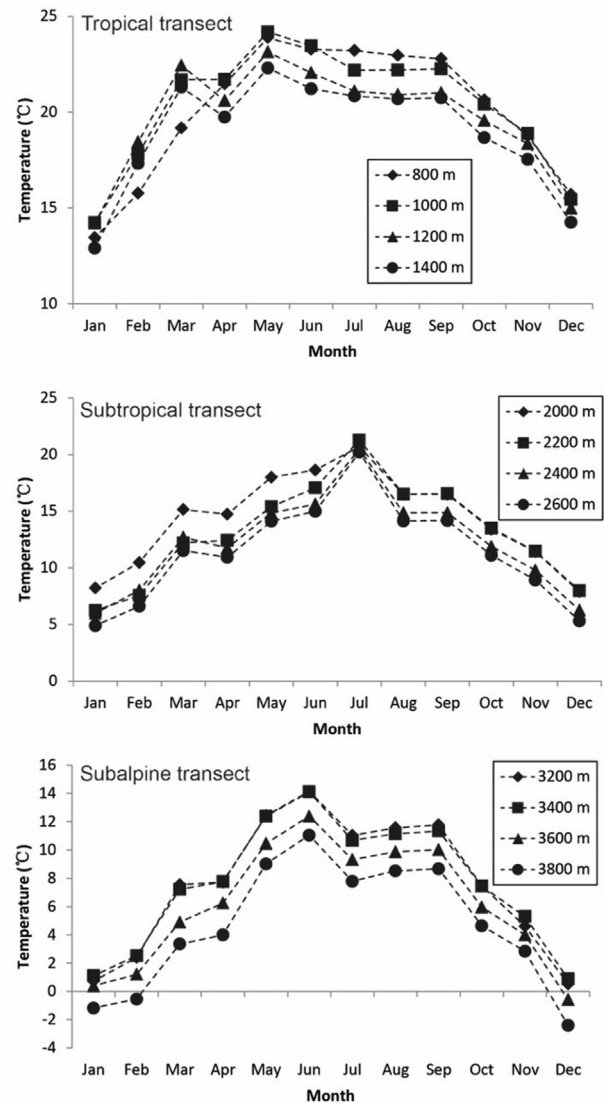 Tropical transect
25
20
15
10
Temperature (℃)
800 m
1000 m
1200 m
1400 m
Jan Feb Mar Apr May Jun Jul Aug Sep Oct Nov Dec
Month
Subtropical transect
25
20
15
10
5
0
Temperature (℃)
2000 m
2200 m
2400 m
2600 m
Jan Feb Mar Apr May Jun Jul Aug Sep Oct Nov Dec
Month
Subalpine transect
16
14
12
10
8
6
4
2
0
-2
-4
Temperature (℃)
3200 m
3400 m
3600 m
3800 m
Jan Feb Mar Apr May Jun Jul Aug Sep Oct Nov Dec
Month